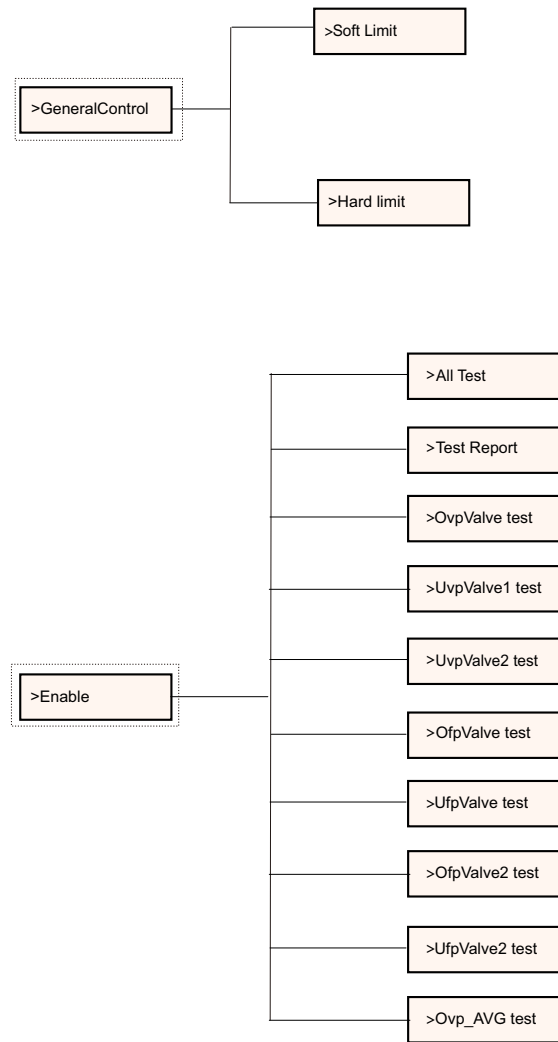 >Soft Limit
>GeneralControl
>Hard limit
>All Test
>Test Report
>OvpValve test
>UvpValve1 test
>UvpValve2 test
>Enable
>OfpValve test
>UfpValve test
>OfpValve2 test
>UfpValve2 test
>Ovp_AVG test